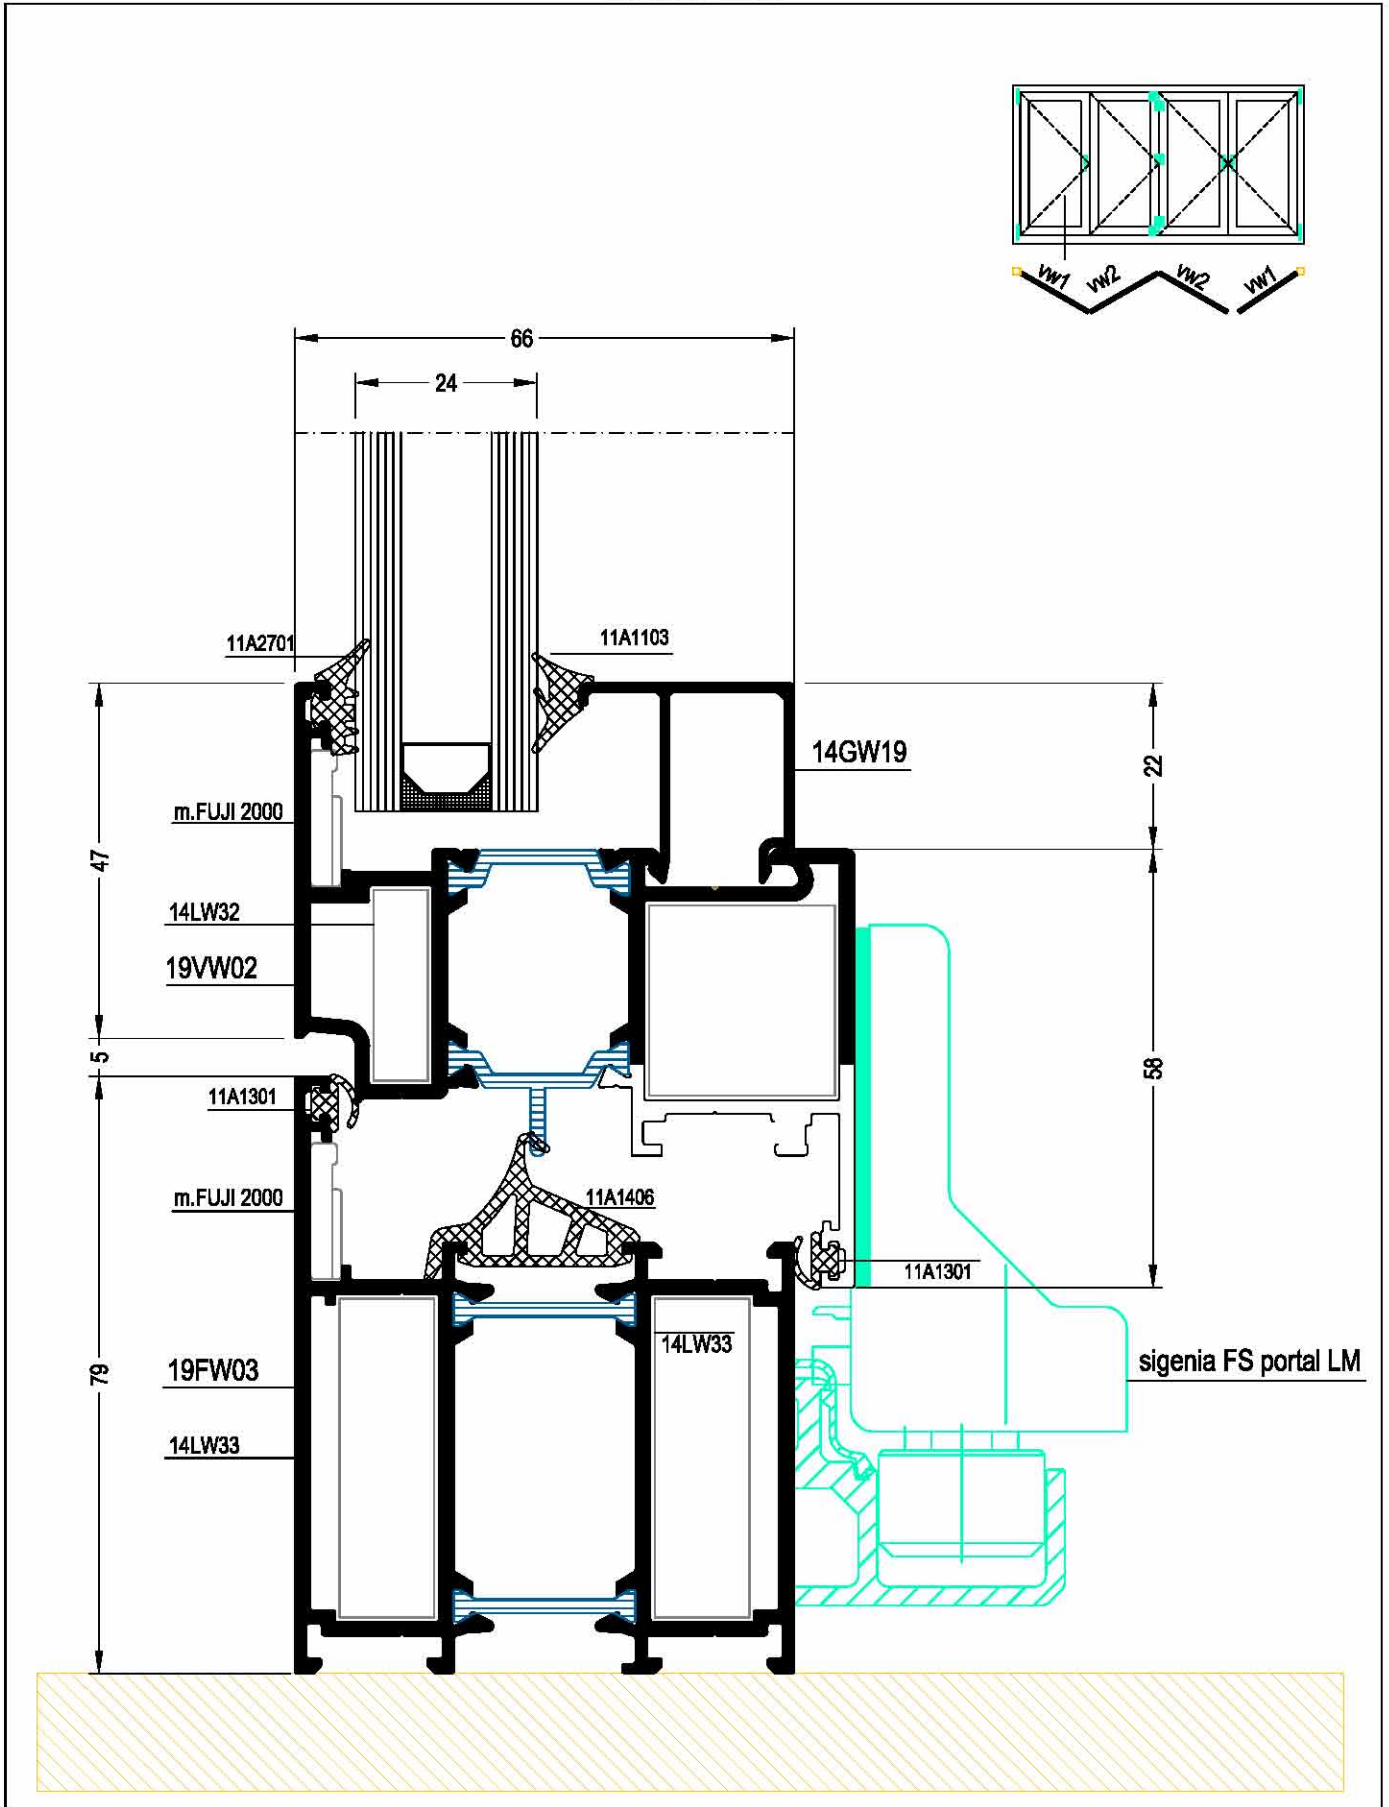 vw1
vw2
vw2
vw1
66
24
11A2701
11A1103
14GW19
22
m.FUJI 2000
47
14LW32
19VW02
5
58
11A1301
m.FUJI 2000
11A1406
11A1301
14LW33
sigenia FS portal LM
19FW03
79
14LW33